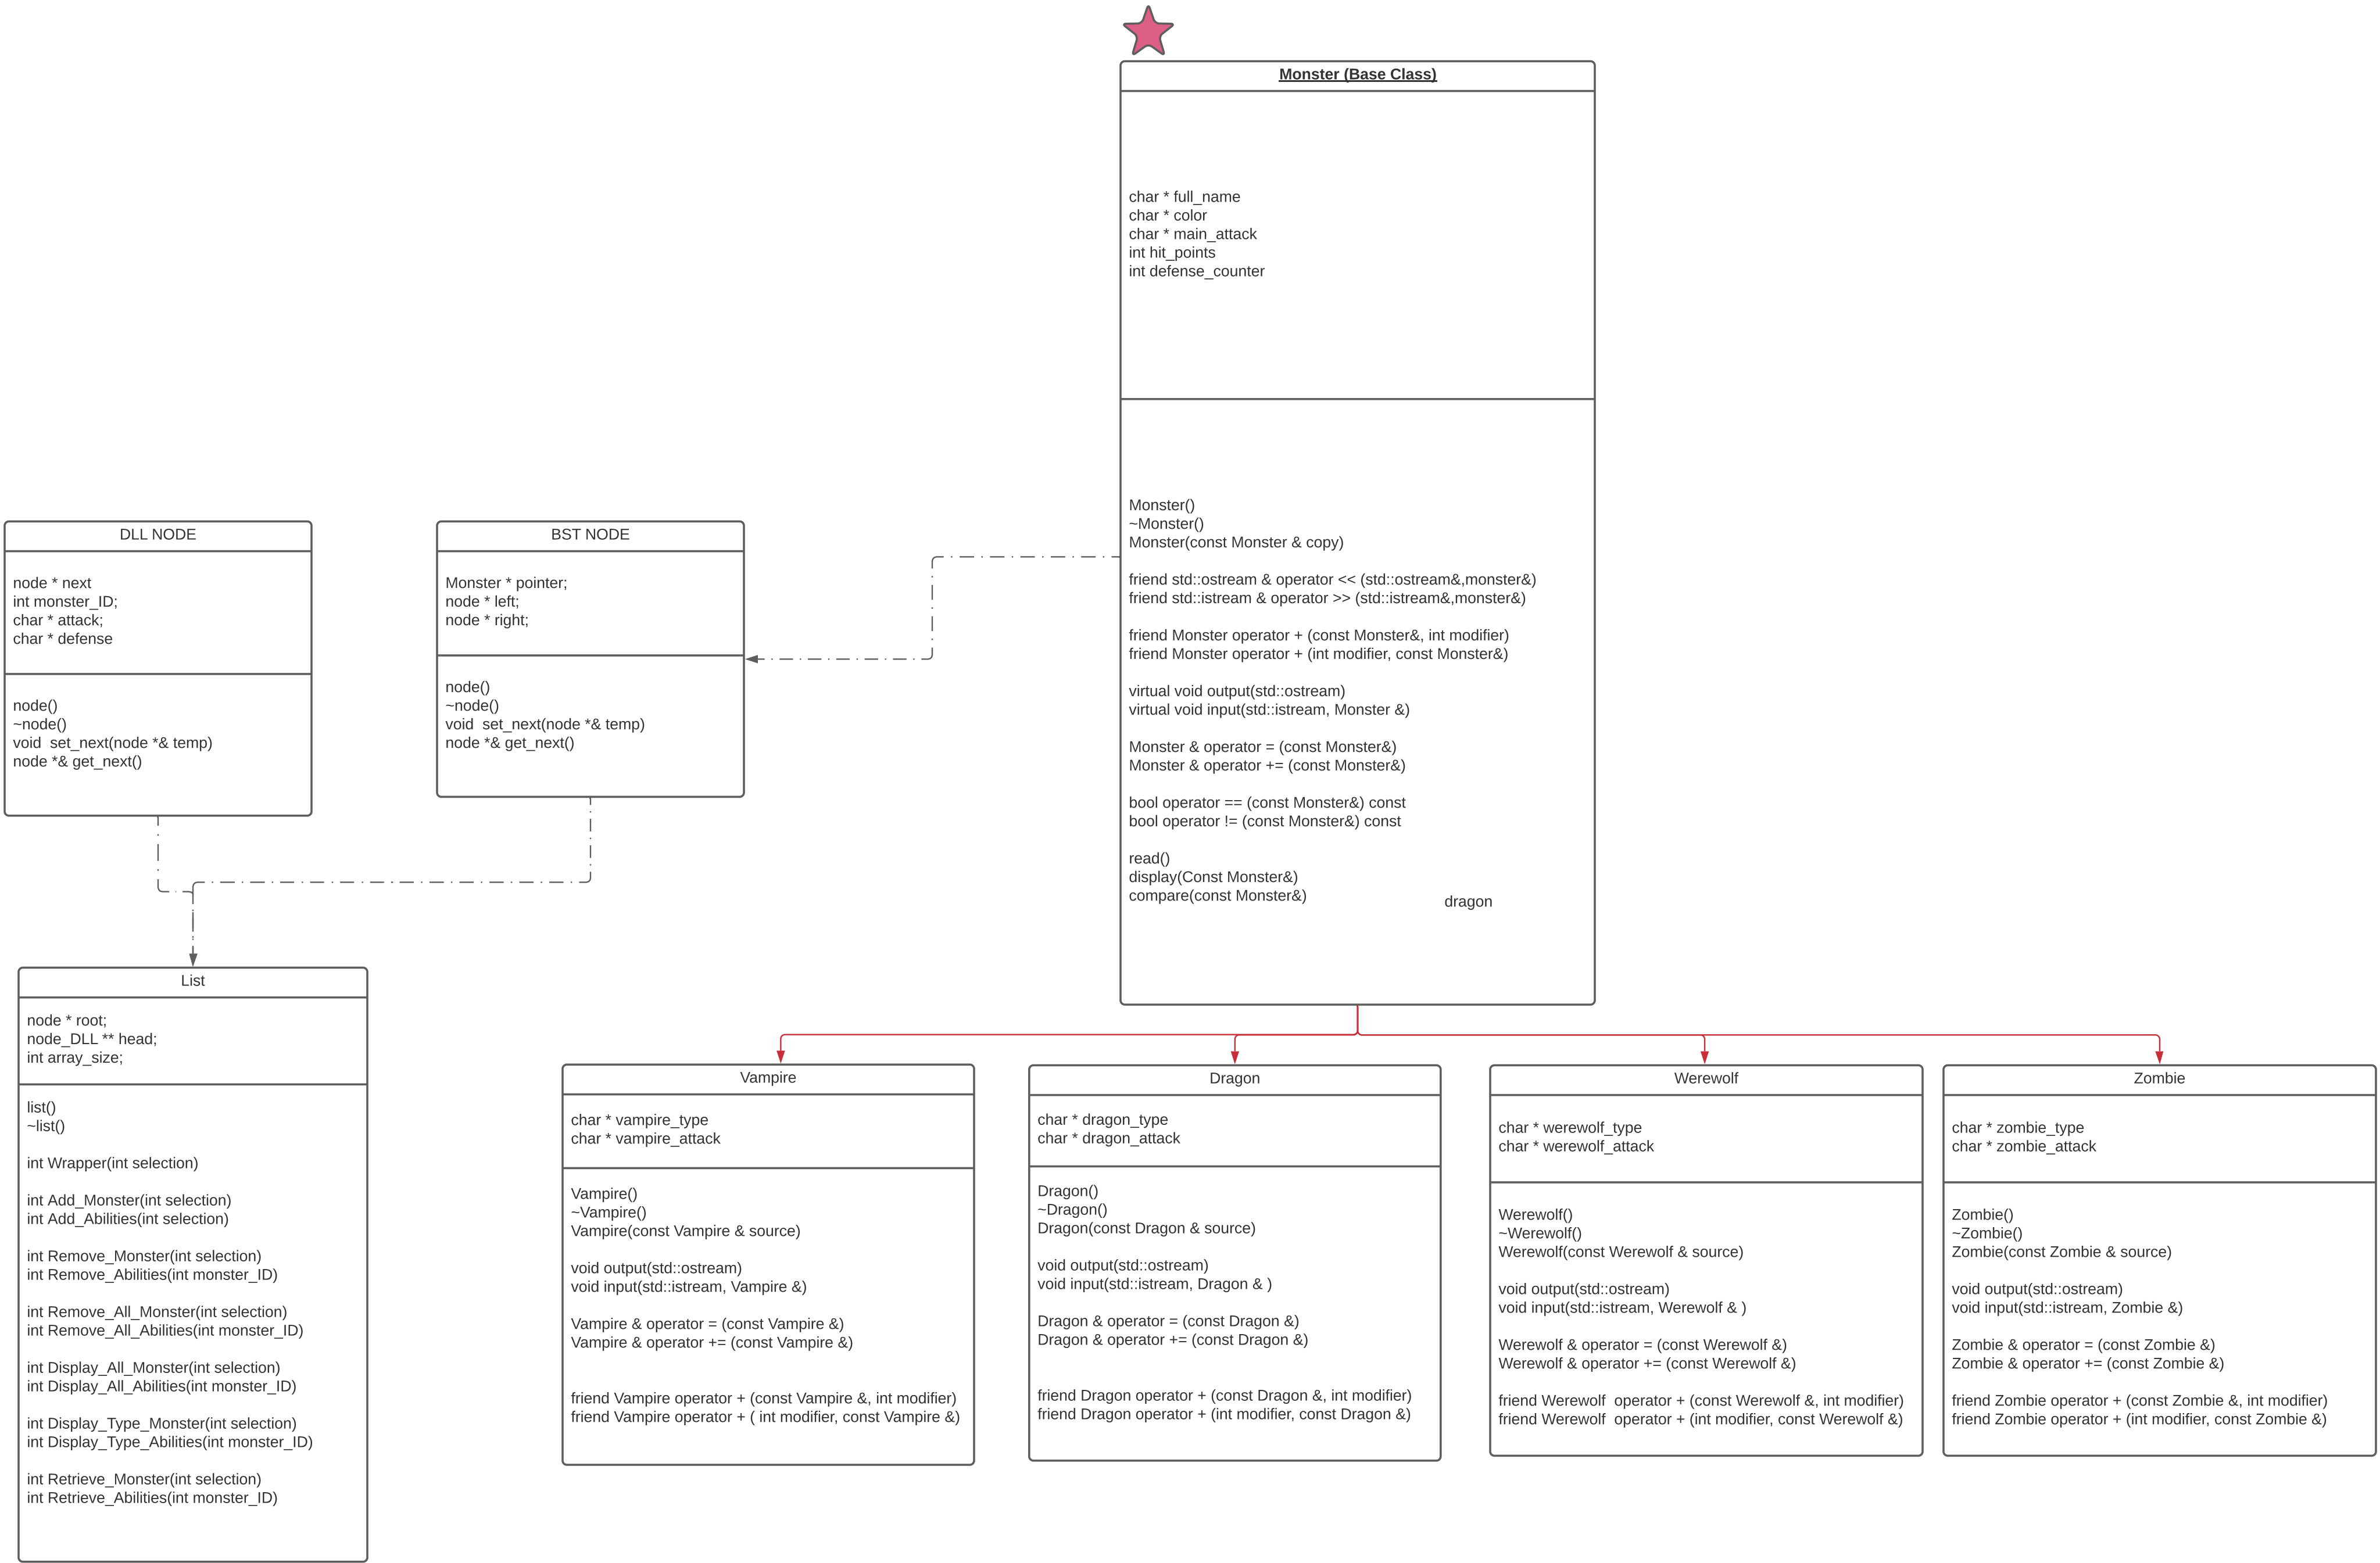 Monster (Base Class)
char * full_name
char * color
char * main_attack
int hit_points
int defense_counter
Monster()
~Monster()
Monster(const Monster & copy)
friend std::ostream & operator << (std::ostream&,monster&)
friend std::istream & operator >> (std::istream&,monster&)
friend Monster operator + (const Monster&, int modifier)
friend Monster operator + (int modifier, const Monster&)
virtual void output(std::ostream)
virtual void input(std::istream, Monster &)
Monster & operator = (const Monster&)
Monster & operator += (const Monster&)
bool operator == (const Monster&) const
bool operator != (const Monster&) const
read()
display(Const Monster&)
compare(const Monster&)
dragon
DLL NODE
node * next
int monster_ID;
char * attack;
char * defense
node()
~node()
void  set_next(node *& temp)
node *& get_next()
BST NODE
Monster * pointer;
node * left;
node * right;
node()
~node()
void  set_next(node *& temp)
node *& get_next()
List
node * root;
node_DLL ** head;
int array_size;
list()
~list()
int Wrapper(int selection)
int Add_Monster(int selection)
int Add_Abilities(int selection)
int Remove_Monster(int selection)
int Remove_Abilities(int monster_ID)
int Remove_All_Monster(int selection)
int Remove_All_Abilities(int monster_ID)
int Display_All_Monster(int selection)
int Display_All_Abilities(int monster_ID)
int Display_Type_Monster(int selection)
int Display_Type_Abilities(int monster_ID)
int Retrieve_Monster(int selection)
int Retrieve_Abilities(int monster_ID)
Vampire
char * vampire_type
char * vampire_attack
Vampire()
~Vampire()
Vampire(const Vampire & source)
void output(std::ostream)
void input(std::istream, Vampire &)
Vampire & operator = (const Vampire &)
Vampire & operator += (const Vampire &)
friend Vampire operator + (const Vampire &, int modifier)
friend Vampire operator + ( int modifier, const Vampire &)
Dragon
char * dragon_type
char * dragon_attack
Dragon()
~Dragon()
Dragon(const Dragon & source)
void output(std::ostream)
void input(std::istream, Dragon & )
Dragon & operator = (const Dragon &)
Dragon & operator += (const Dragon &)
friend Dragon operator + (const Dragon &, int modifier)
friend Dragon operator + (int modifier, const Dragon &)
Werewolf
char * werewolf_type
char * werewolf_attack
Werewolf()
~Werewolf()
Werewolf(const Werewolf & source)
void output(std::ostream)
void input(std::istream, Werewolf & )
Werewolf & operator = (const Werewolf &)
Werewolf & operator += (const Werewolf &)
friend Werewolf  operator + (const Werewolf &, int modifier)
friend Werewolf  operator + (int modifier, const Werewolf &)
Zombie
char * zombie_type
char * zombie_attack
Zombie()
~Zombie()
Zombie(const Zombie & source)
void output(std::ostream)
void input(std::istream, Zombie &)
Zombie & operator = (const Zombie &)
Zombie & operator += (const Zombie &)
friend Zombie operator + (const Zombie &, int modifier)
friend Zombie operator + (int modifier, const Zombie &)